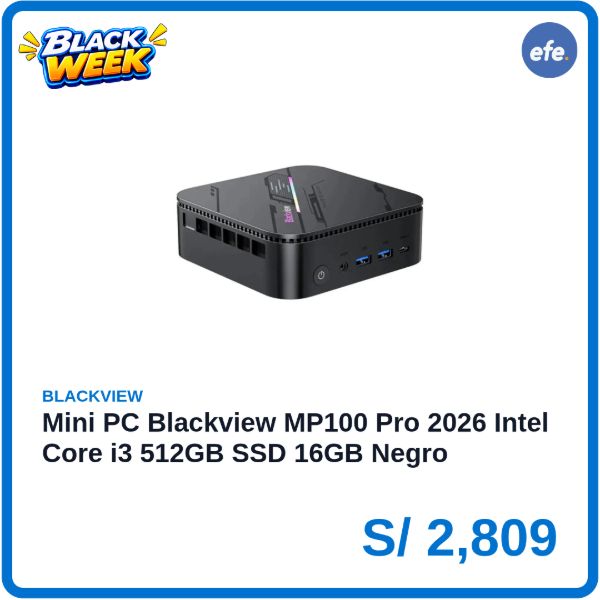 BLACK
WEEK
efe.
Blackview
BLACKVIEW
Mini PC Blackview MP100 Pro 2026 Intel
Core i3 512GB SSD 16GB Negro
S/ 2,809